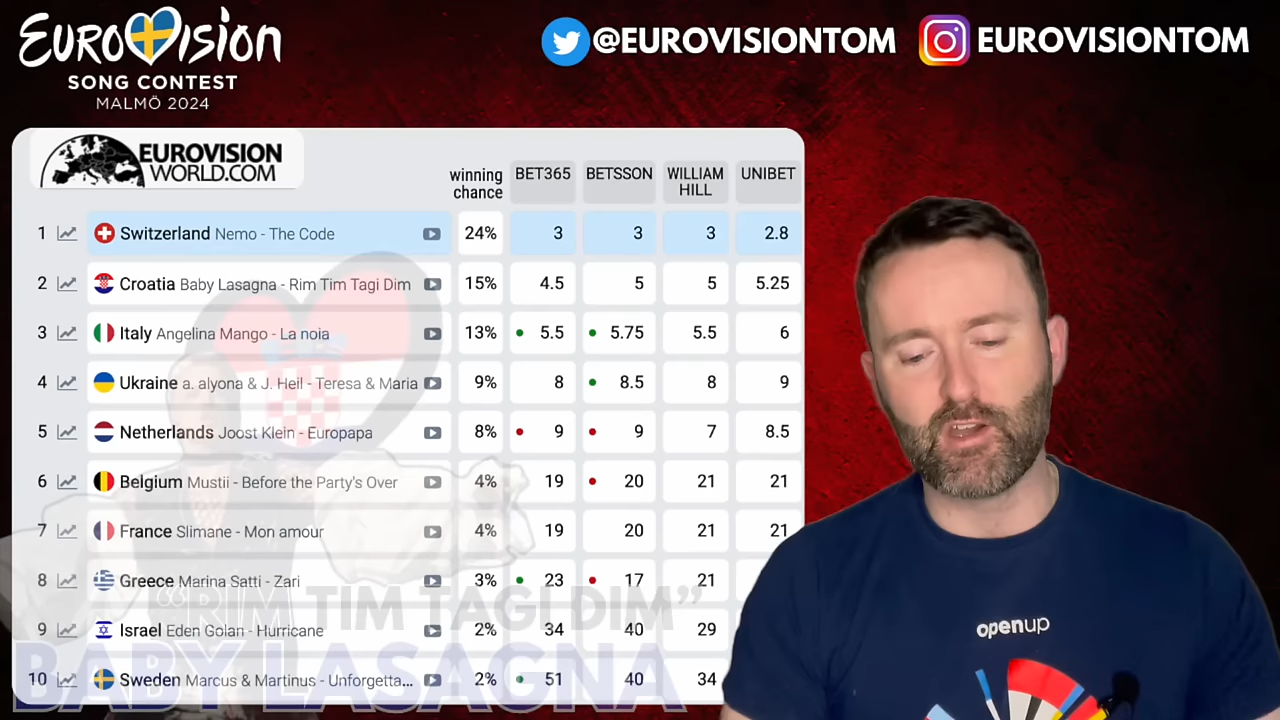 EUROVISION
SONG CONTEST
MALMÖ 2024
@EUROVISIONTOM
EUROVISIONTOM
EUROVISION
WORLD.COM
winning chance BET365 BETSSON WILLIAM HILL UNIBET
1 Switzerland Nemo - The Code 24% 3 3 3 2.8
2 Croatia Baby Lasagna - Rim Tim Tagi Dim 15% 4.5 5 5 5.25
3 Italy Angelina Mango - La noia 13% 5.5 5.75 5.5 6
4 Ukraine a. alyona & J. Heil - Teresa & Maria 9% 8 8.5 8 9
5 Netherlands Joost Klein - Europapa 8% 9 9 7 8.5
6 Belgium Mustii - Before the Party's Over 4% 19 20 21 21
7 France Slimane - Mon amour 4% 19 20 21 21
8 Greece Marina Satti - Zari 3% 23 17 21
9 Israel Eden Golan - Hurricane 2% 34 40 29
10 Sweden Marcus & Martinus - Unforgetta... 2% 51 40 34
"RIM TIM TAGI DIM"
BABY LASAGNA
openup